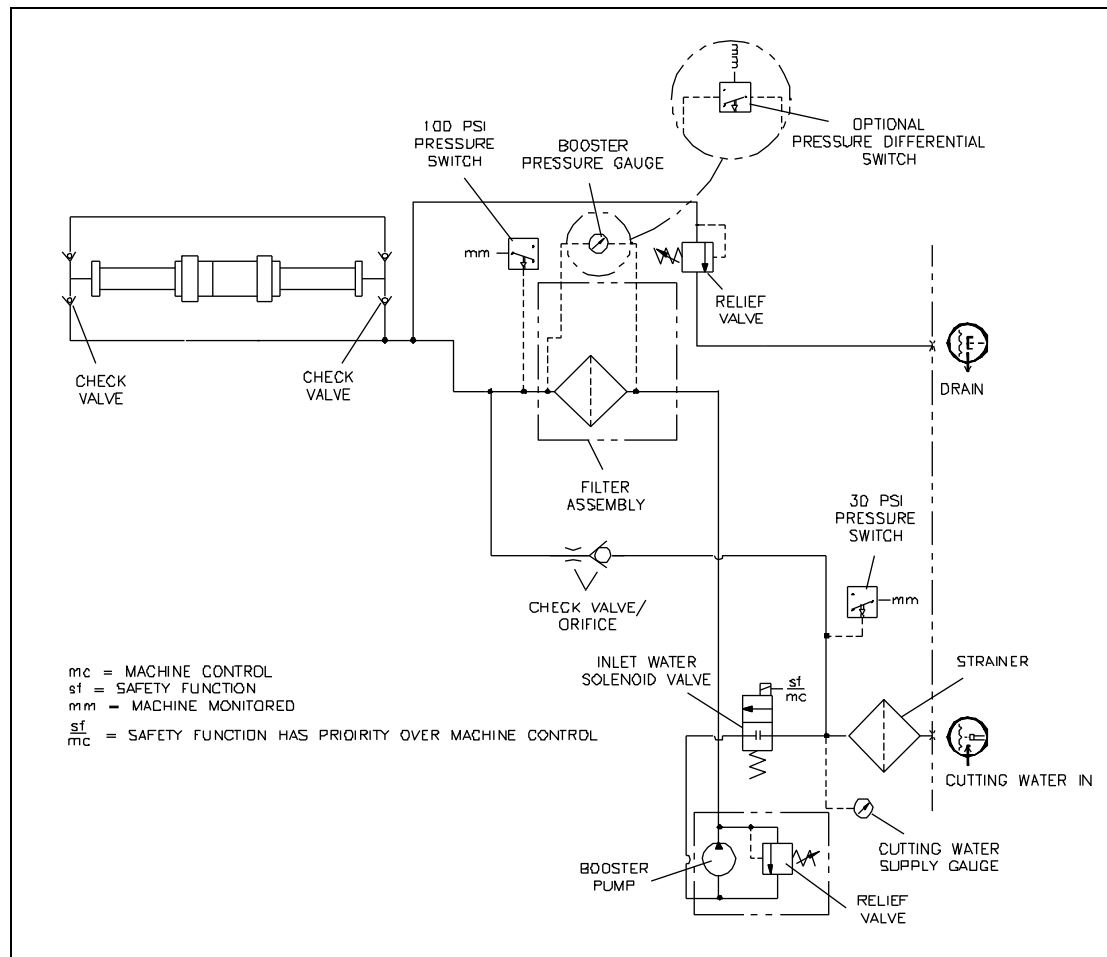 100 PSI
PRESSURE
SWITCH
BOOSTER
PRESSURE GAUGE
OPTIONAL
PRESSURE DIFFERENTIAL
SWITCH
mm
mm
RELIEF
VALVE
CHECK
VALVE
CHECK
VALVE
E
DRAIN
FILTER
ASSEMBLY
30 PSI
PRESSURE
SWITCH
mm
CHECK VALVE/
ORIFICE
INLET WATER
SOLENOID VALVE
sf
mc
STRAINER
mc = MACHINE CONTROL
sf = SAFETY FUNCTION
mm = MACHINE MONITORED
sf
mc = SAFETY FUNCTION HAS PRIORITY OVER MACHINE CONTROL
CUTTING WATER IN
BOOSTER
PUMP
CUTTING WATER
SUPPLY GAUGE
RELIEF
VALVE